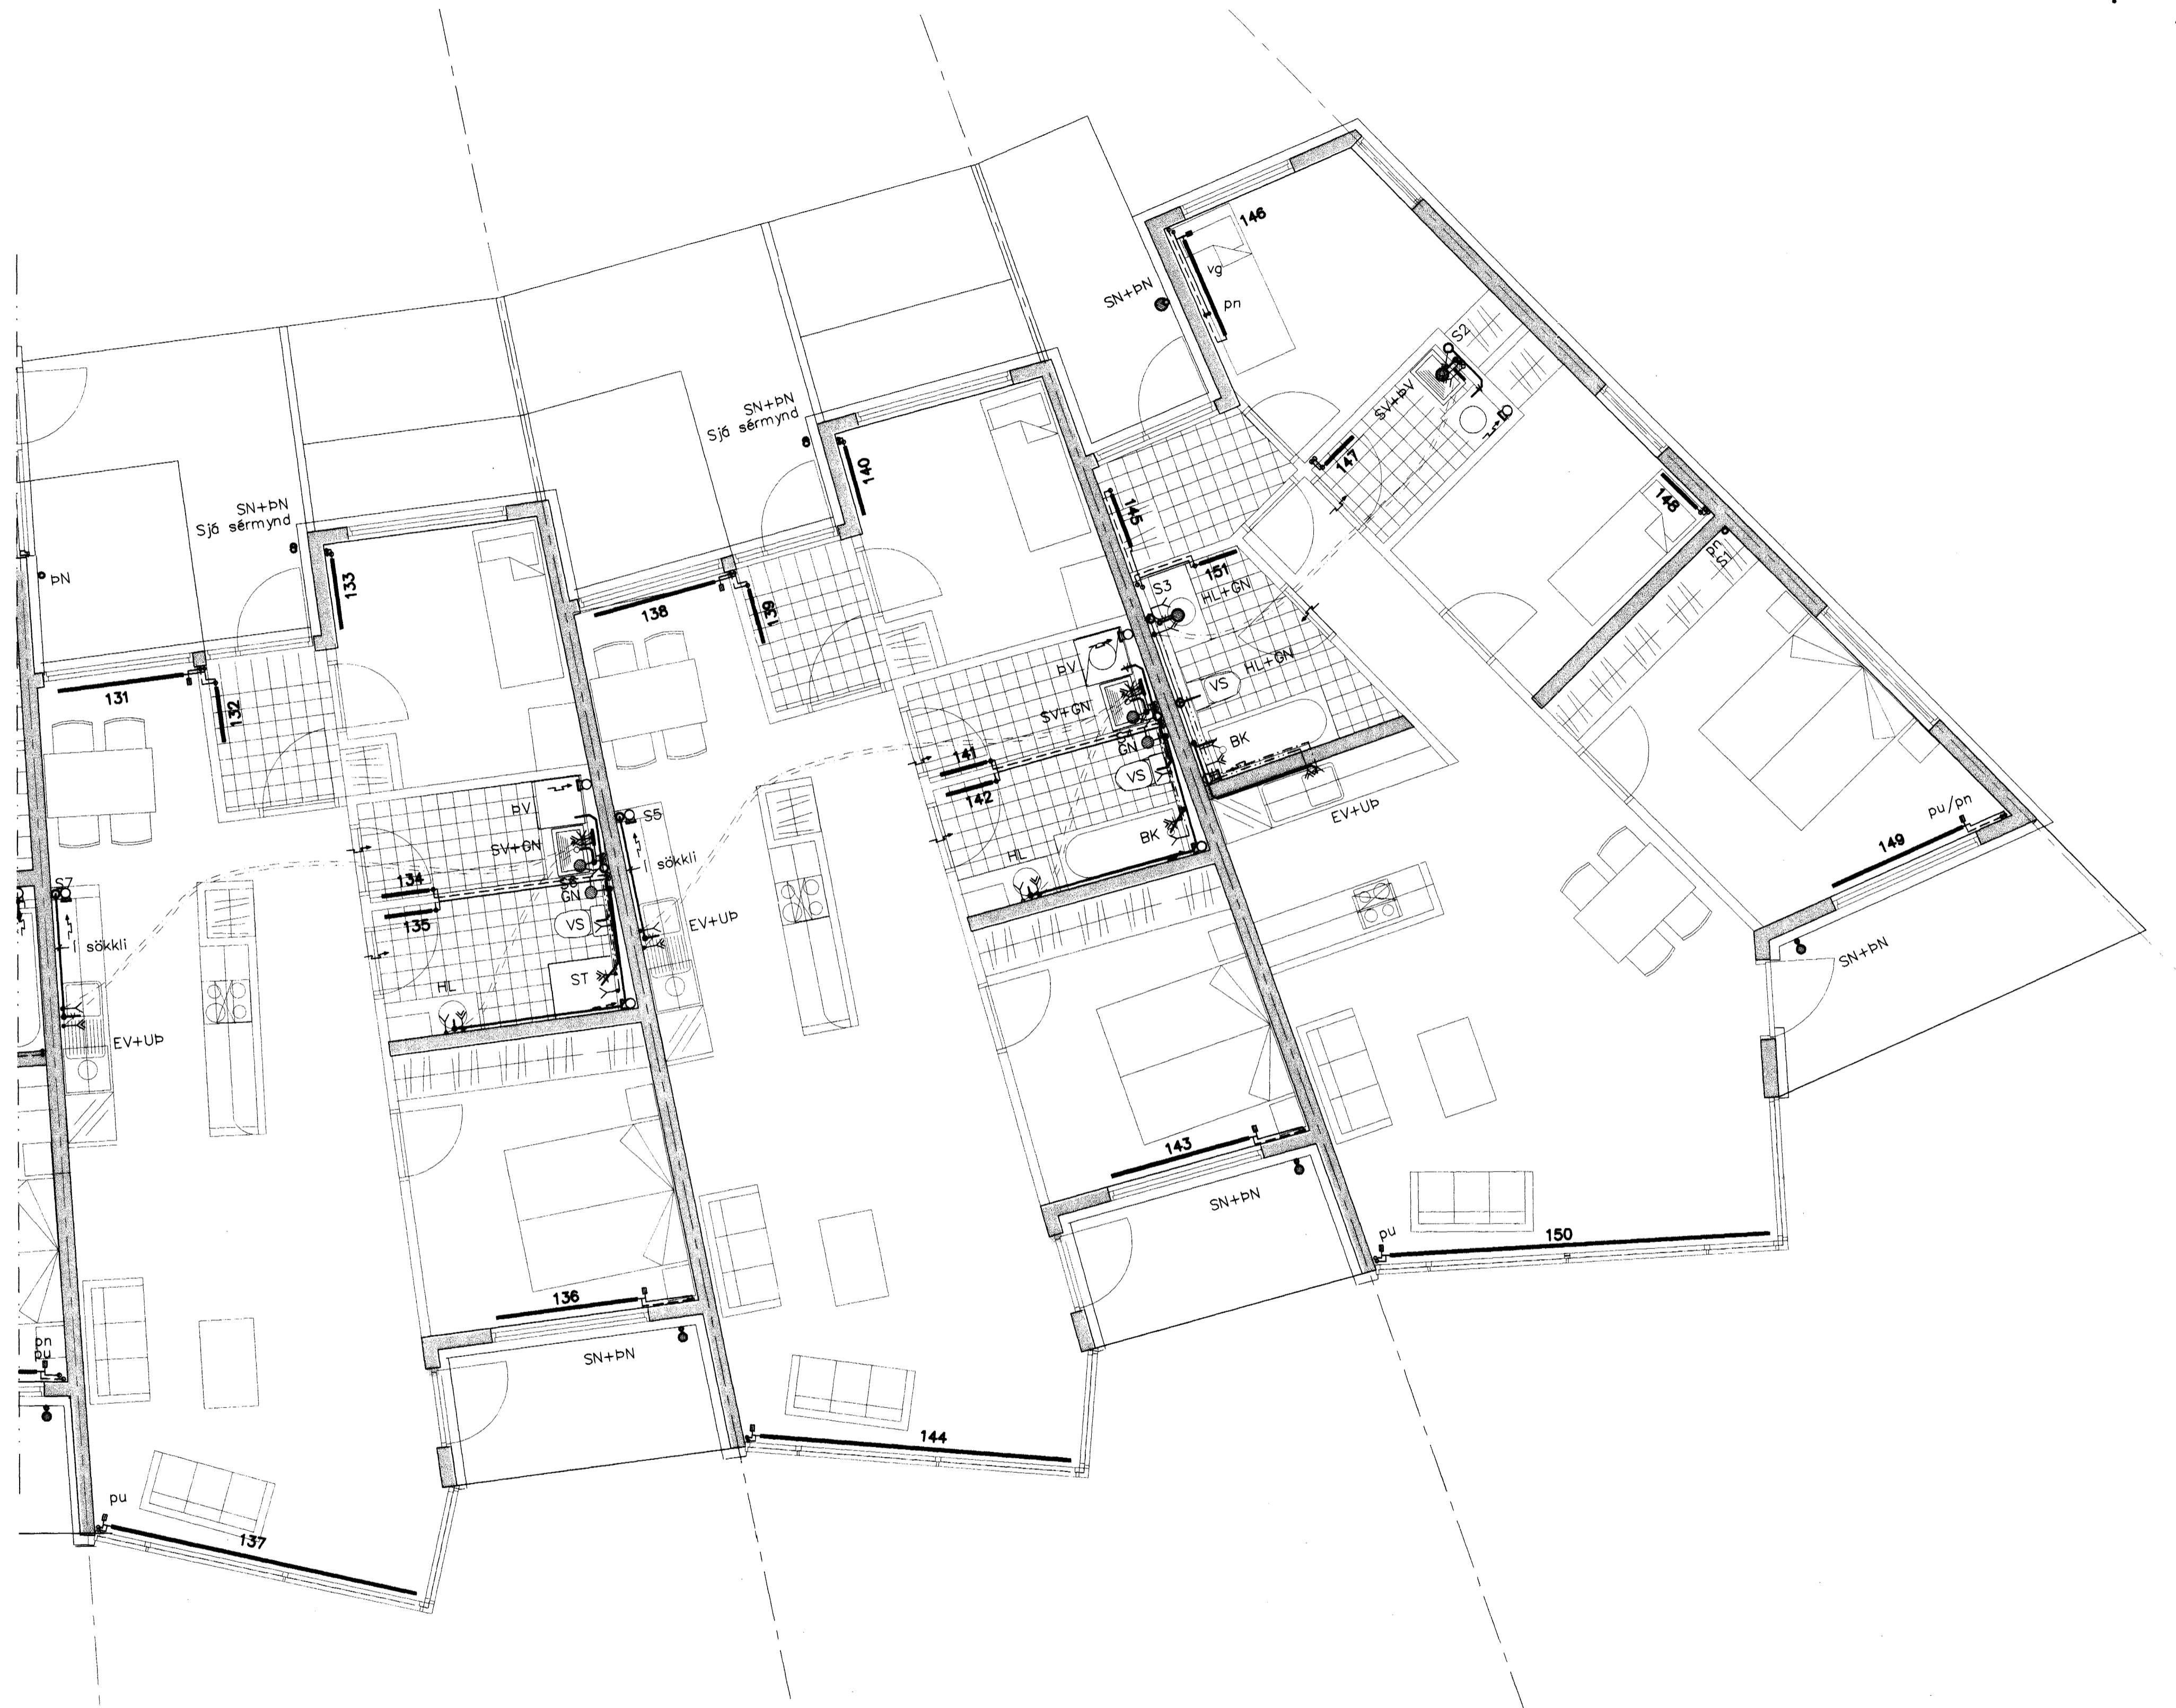 146
vg
þn
SN+ÞN
S2
SV+ÞV
147
148
þn
S1
SN+ÞN
Sjá sérmynd
140
145
151
S3
HL+GN
HL+GN
VS
BK
EV+UÞ
SN+ÞN
Sjá sérmynd
ÞN
133
138
139
ÞV
SV+GN
GN
141
142
VS
BK
HL
131
132
ÞV
SV+GN
S6
GN
134
135
VS
ST
HL
S5
Í sökkli
EV+UÞ
S7
Í sökkli
EV+UÞ
pu/þn
149
SN+ÞN
143
SN+ÞN
pu
150
136
SN+ÞN
þn
pu
144
pu
137